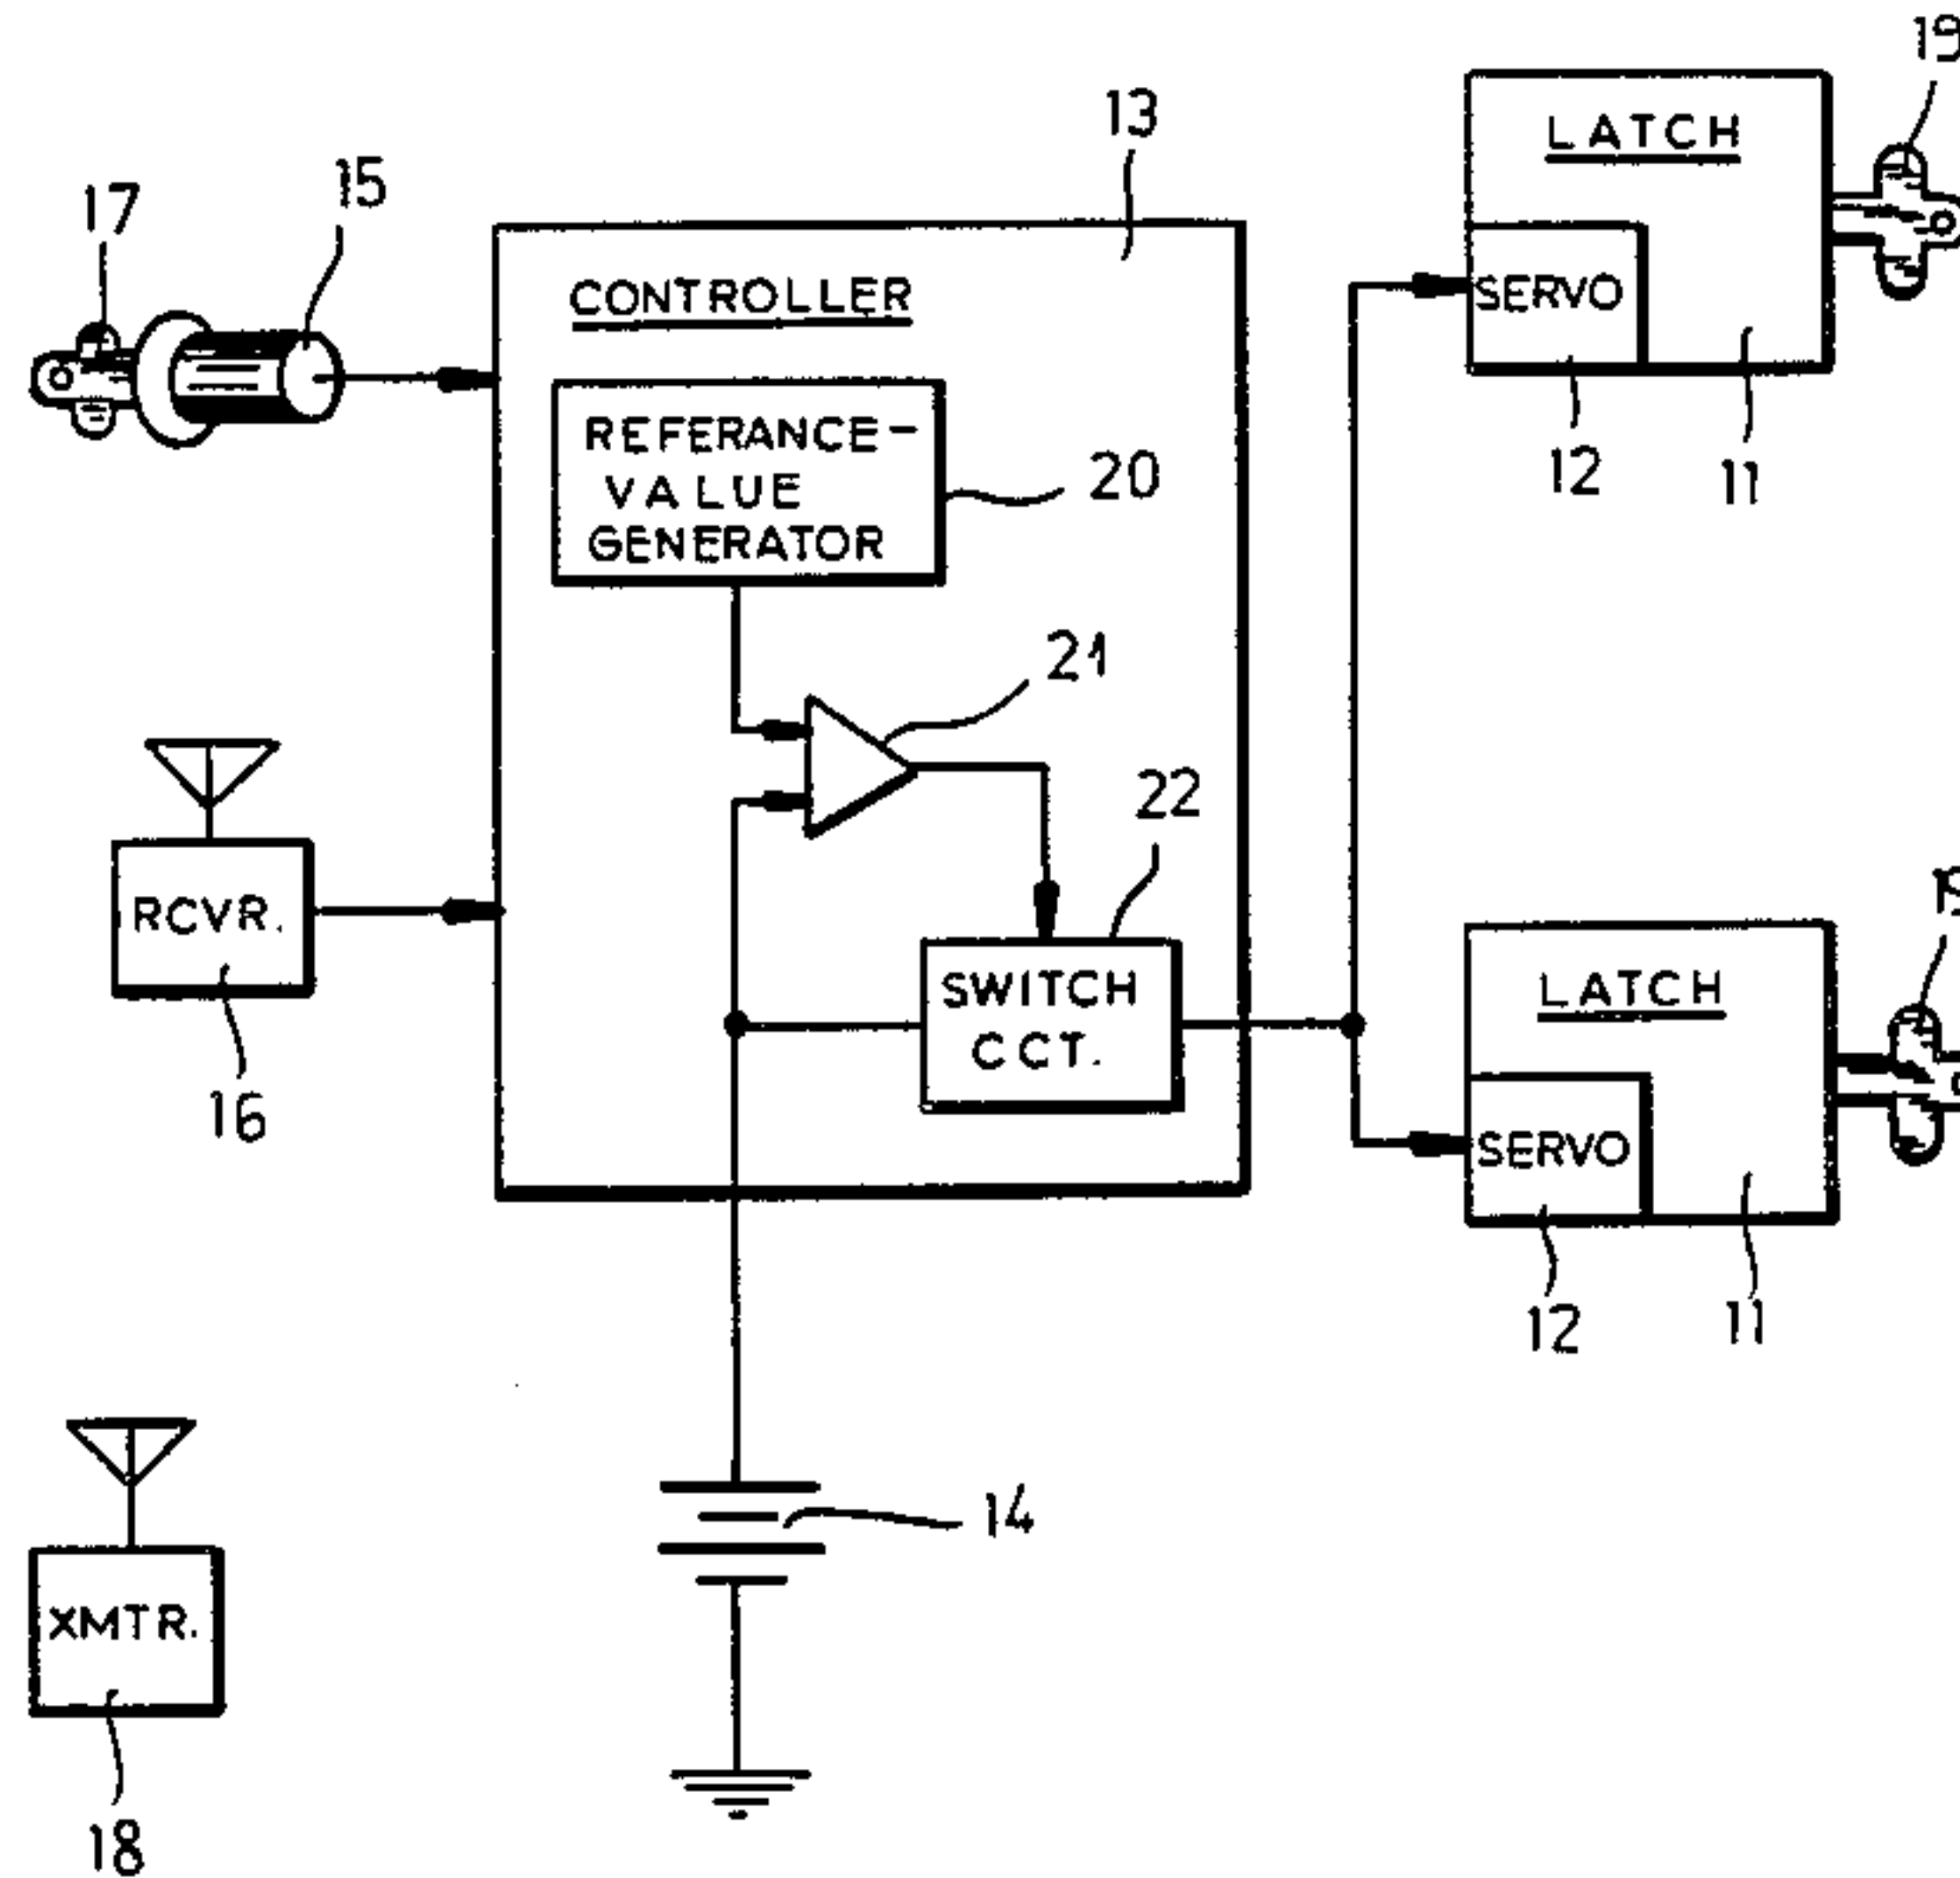 17
15
13
19
CONTROLLER
LATCH
SERVO
12
11
REFERANCE-
VALUE
GENERATOR
20
21
22
RCVR.
16
SWITCH
CCT.
LATCH
SERVO
12
11
14
XMTR.
18